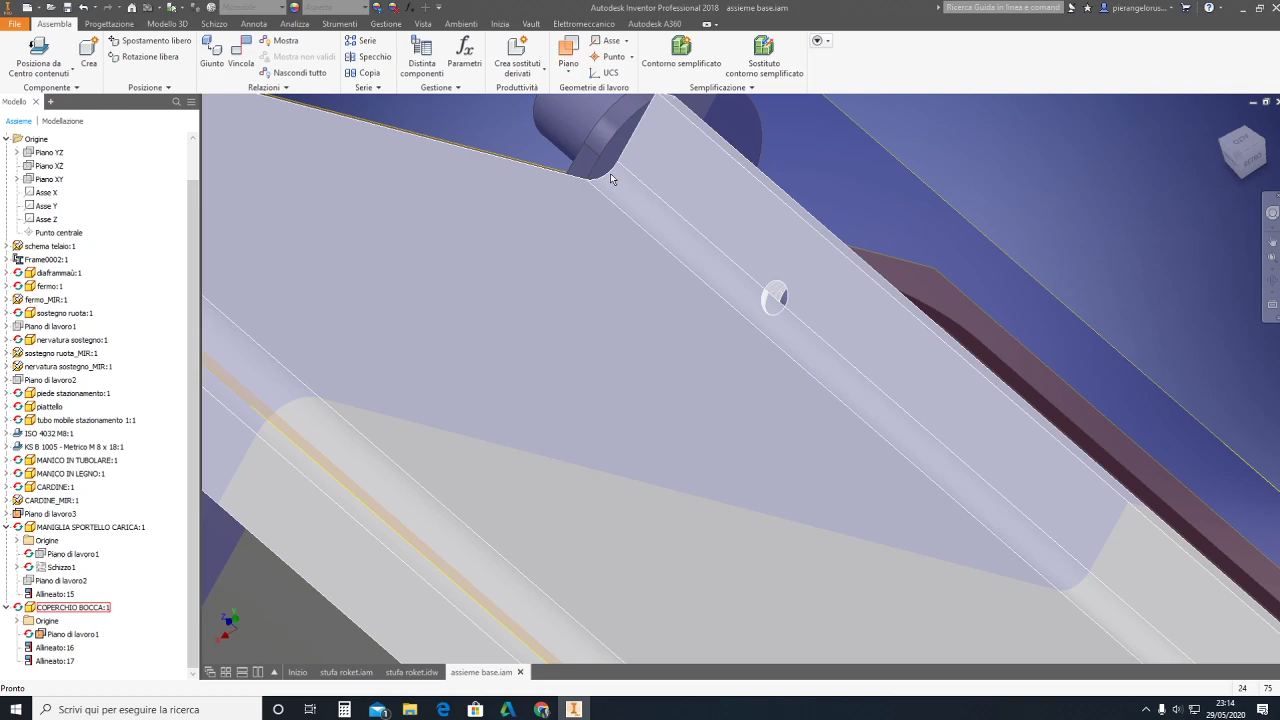 Materiale
Aspetto
Autodesk Inventor Professional 2018 assieme base.iam
Ricerca Guida in linea e comand
pierangelorus...
File Assembla Progettazione Modello 3D Schizzo Annota Analizza Strumenti Gestione Vista Ambienti Inizia Vault Elettromeccanico Autodesk A360
Posiziona da
Centro contenuti
Crea
Spostamento libero
Rotazione libera
Giunto Vincola
Mostra
Mostra non validi
Nascondi tutto
Serie
Specchio
Copia
Distinta
componenti
fx
Parametri
Crea sostituti
derivati
Piano
Asse
Punto
UCS
Contorno semplificato
Sostituto
contorno semplificato
Componente Posizione Relazioni Serie Gestione Produttività Geometrie di lavoro Semplificazione
Modello
Assieme Modellazione
Origine
Piano YZ
Piano XZ
Piano XY
Asse X
Asse Y
Asse Z
Punto centrale
schema telaio:1
Frame0002:1
diaframmaù:1
fermo:1
fermo_MIR:1
sostegno ruota:1
Piano di lavoro1
nervatura sostegno:1
sostegno ruota_MIR:1
nervatura sostegno_MIR:1
Piano di lavoro2
piede stazionamento:1
piattello
tubo mobile stazionamento 1:1
ISO 4032 M8:1
KS B 1005 - Metrico M 8 x 18:1
MANICO IN TUBOLARE:1
MANICO IN LEGNO:1
CARDINE:1
CARDINE_MIR:1
Piano di lavoro3
MANIGLIA SPORTELLO CARICA:1
Origine
Piano di lavoro1
Schizzo1
Piano di lavoro2
Allineato:15
COPERCHIO BOCCA:1
Origine
Piano di lavoro1
Allineato:16
Allineato:17
Inizio stufa roket.iam stufa roket.idw assieme base.iam
Pronto
24 75
Scrivi qui per eseguire la ricerca
23:14
29/05/2020